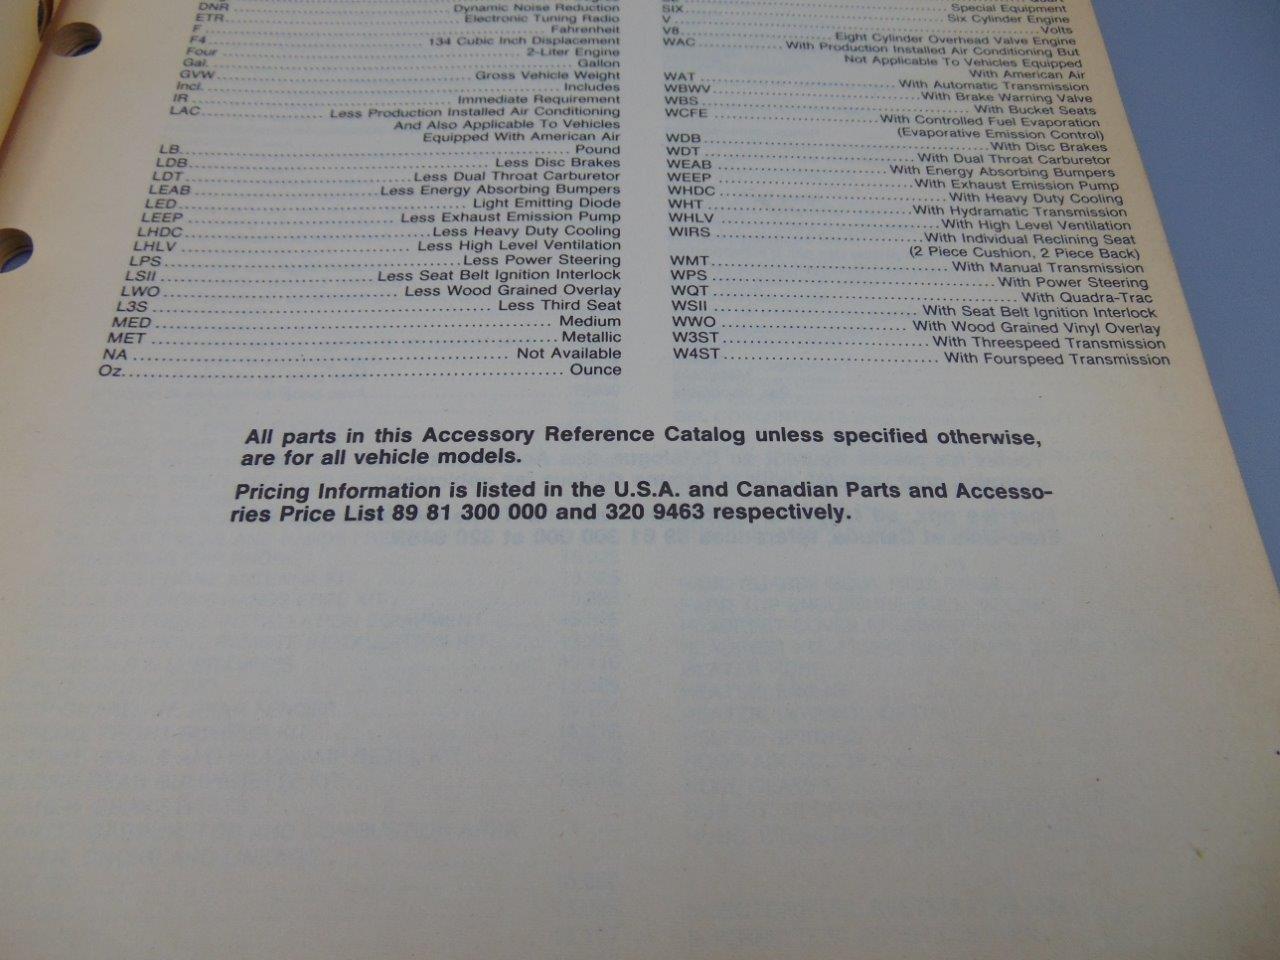 DNR Dynamic Noise Reduction
ETR Electronic Tuning Radio
F Fahrenheit
F4 134 Cubic Inch Displacement
Four 2-Liter Engine
Gal. Gallon
GVW Gross Vehicle Weight
Incl. Includes
IR Immediate Requirement
LAC Less Production Installed Air Conditioning
And Also Applicable To Vehicles
Equipped With American Air
LB Pound
LDB Less Disc Brakes
LDT Less Dual Throat Carburetor
LEAB Less Energy Absorbing Bumpers
LED Light Emitting Diode
LEEP Less Exhaust Emission Pump
LHDC Less Heavy Duty Cooling
LHLV Less High Level Ventilation
LPS Less Power Steering
LSII Less Seat Belt Ignition Interlock
LWO Less Wood Grained Overlay
L3S Less Third Seat
MED Medium
MET Metallic
NA Not Available
Oz. Ounce
Special Equipment
SIX Six Cylinder Engine
V Volts
V8 Eight Cylinder Overhead Valve Engine
WAC With Production Installed Air Conditioning But
Not Applicable To Vehicles Equipped
With American Air
WAT With Automatic Transmission
WBWV With Brake Warning Valve
WBS With Bucket Seats
WCFE With Controlled Fuel Evaporation
(Evaporative Emission Control)
WDB With Disc Brakes
WDT With Dual Throat Carburetor
WEAB With Energy Absorbing Bumpers
WEEP With Exhaust Emission Pump
WHDC With Heavy Duty Cooling
WHT With Hydramatic Transmission
WHLV With High Level Ventilation
WIRS With Individual Reclining Seat
(2 Piece Cushion, 2 Piece Back)
WMT With Manual Transmission
WPS With Power Steering
WQT With Quadra-Trac
WSII With Seat Belt Ignition Interlock
WWO With Wood Grained Vinyl Overlay
W3ST With Threespeed Transmission
W4ST With Fourspeed Transmission
All parts in this Accessory Reference Catalog unless specified otherwise,
are for all vehicle models.
Pricing Information is listed in the U.S.A. and Canadian Parts and Accesso-
ries Price List 89 81 300 000 and 320 9463 respectively.